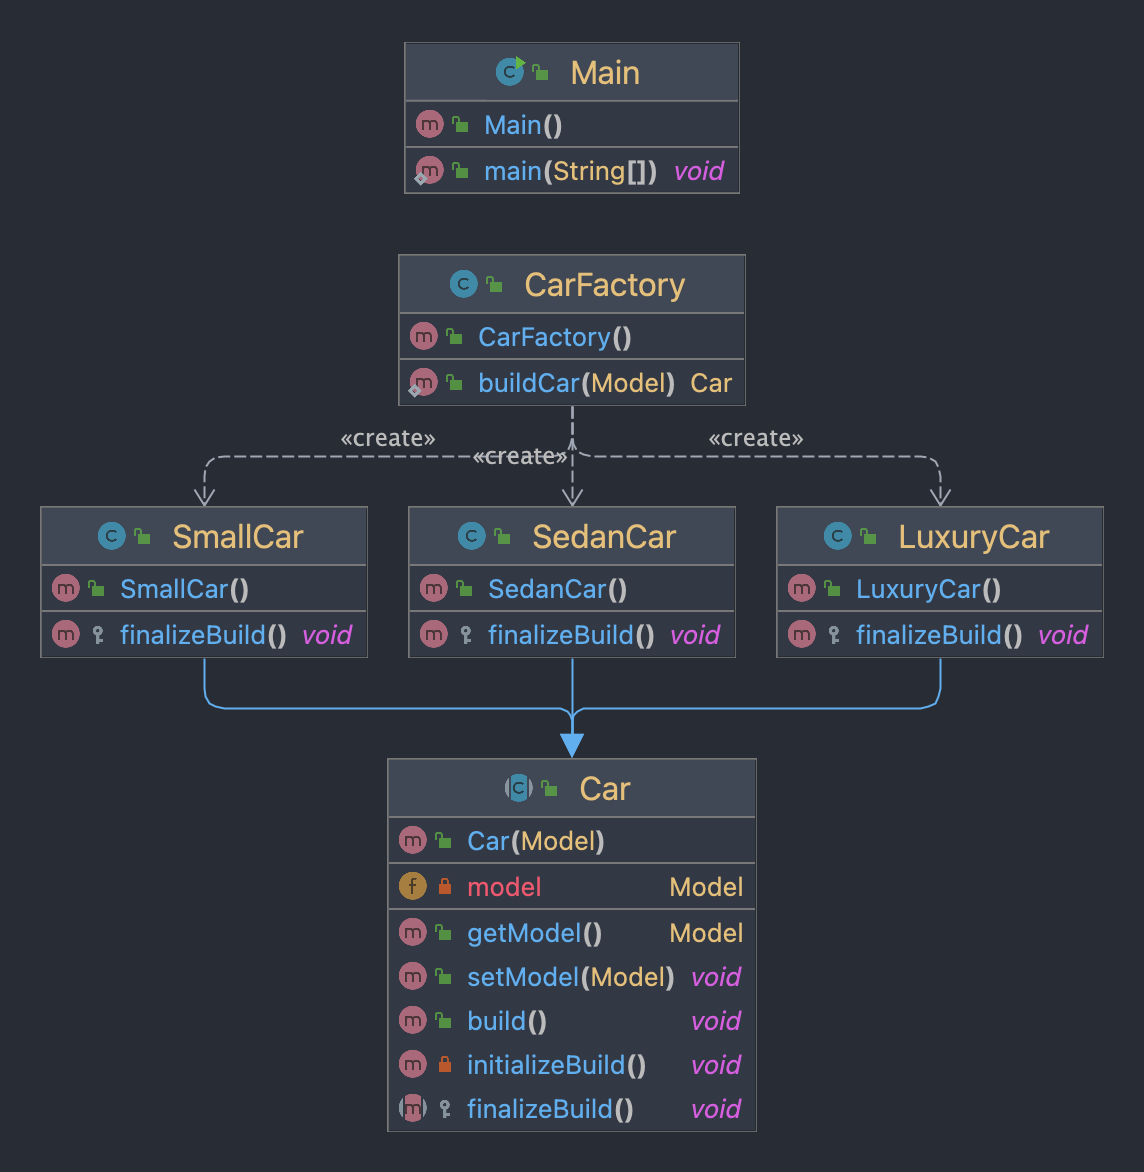 Main
Main()
main(String[]) void
CarFactory
CarFactory()
buildCar(Model) Car
«create» «create»
«create»
SmallCar SedanCar LuxuryCar
SmallCar() SedanCar() LuxuryCar()
finalizeBuild() void finalizeBuild() void finalizeBuild() void
Car
Car(Model)
model Model
getModel() Model
setModel(Model) void
build() void
initializeBuild() void
finalizeBuild() void